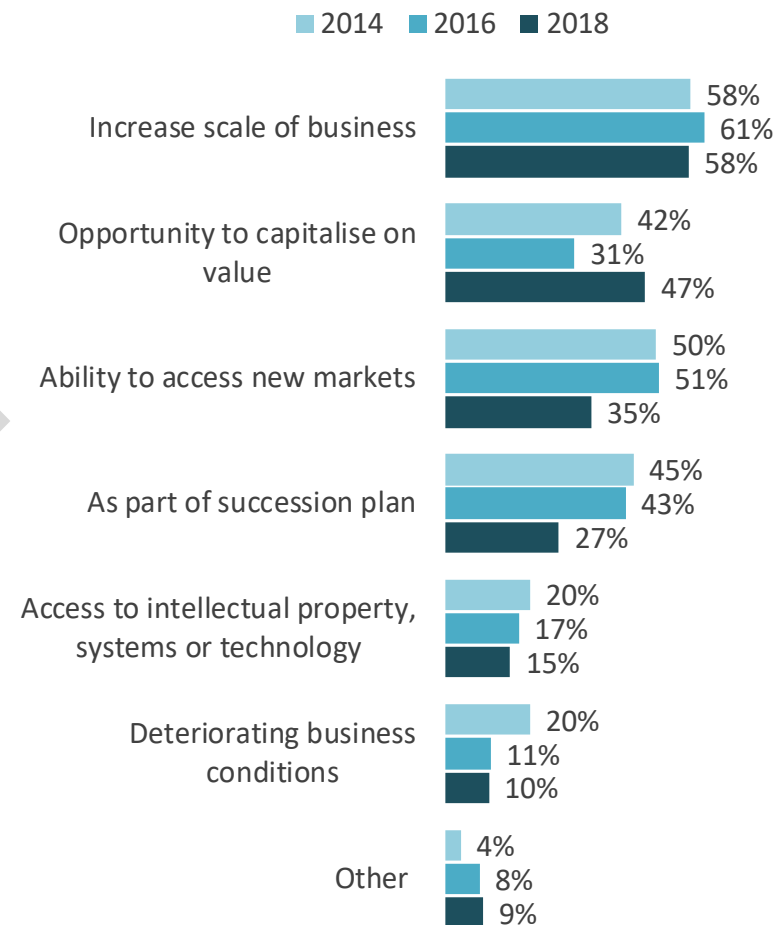 2014 2016 2018
58%
Increase scale of business 61%
58%
Opportunity to capitalise on 42%
value 31%
47%
50%
Ability to access new markets 51%
35%
45%
As part of succession plan 43%
27%
Access to intellectual property, 20%
systems or technology 17%
15%
Deteriorating business 20%
conditions 11%
10%
4%
Other 8%
9%